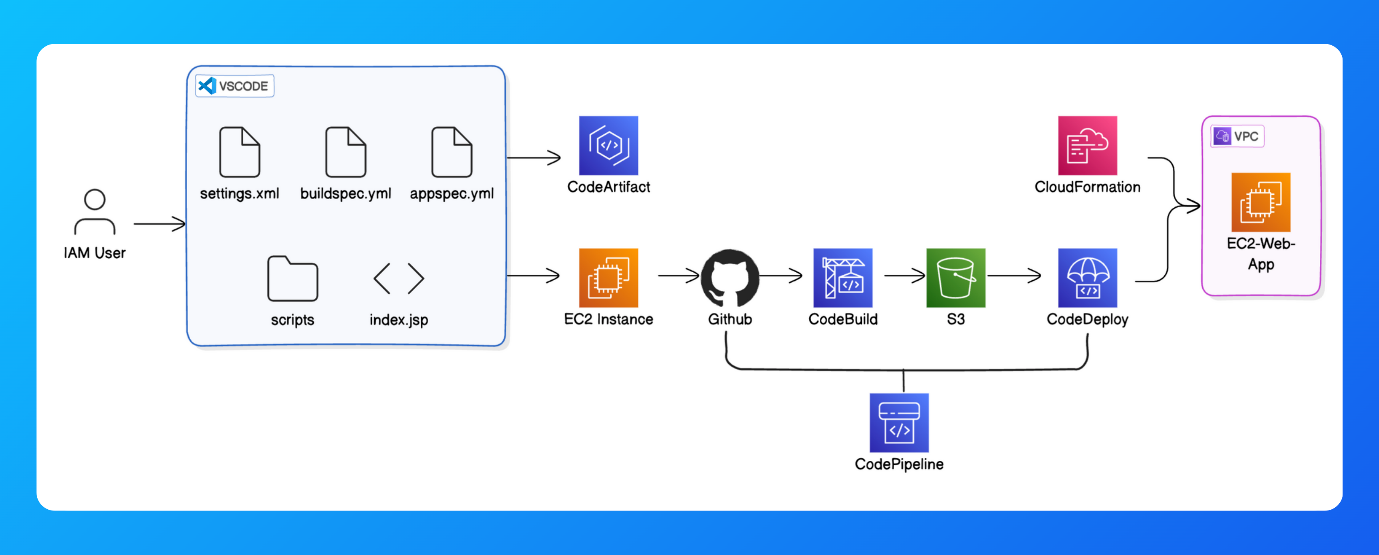 VSCODE
settings.xml
buildspec.yml
appspec.yml
scripts
index.jsp
IAM User
CodeArtifact
EC2 Instance
Github
CodeBuild
S3
CodeDeploy
CloudFormation
VPC
EC2-Web-
App
CodePipeline